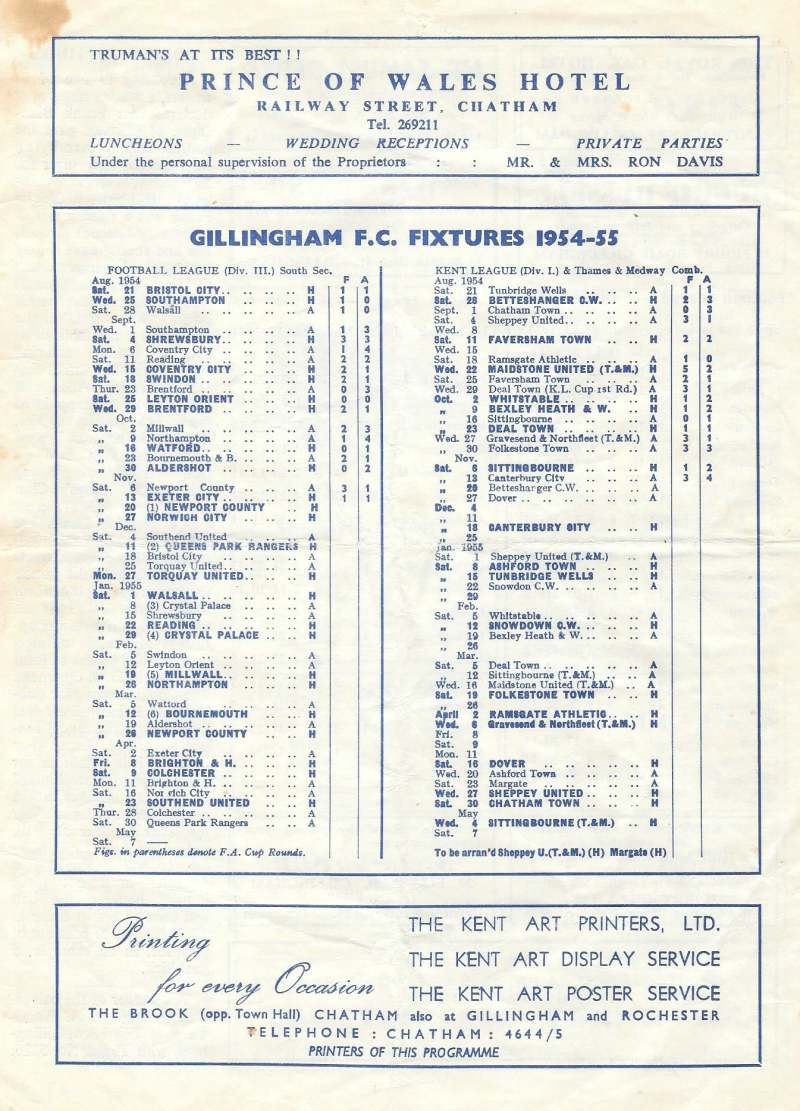 TRUMAN'S AT ITS BEST ! !
PRINCE OF WALES HOTEL
RAILWAY STREET, CHATHAM
Tel. 269211
LUNCHEONS — WEDDING RECEPTIONS — PRIVATE PARTIES
Under the personal supervision of the Proprietors : : MR. & MRS. RON DAVIS
GILLINGHAM F.C. FIXTURES 1954-55
FOOTBALL LEAGUE (Div. III.) South Sec. F A
Aug. 1954
Sat. 21 BRISTOL CITY .. .. .. H 1 1
Wed. 25 SOUTHAMPTON .. .. .. H 1 0
Sat. 28 Walsall .. .. .. .. A 1 0
Sept.
Wed. 1 Southampton .. .. .. .. A 1 3
Sat. 4 SHREWSBURY .. .. .. H 3 3
Mon. 6 Coventry City .. .. .. A 1 4
Sat. 11 Reading .. .. .. .. A 2 2
Wed. 15 COVENTRY CITY .. .. H 2 1
Sat. 18 SWINDON .. .. .. .. H 2 1
Thur. 23 Brentford .. .. .. .. A 0 3
Sat. 25 LEYTON ORIENT .. .. H 0 0
Wed. 29 BRENTFORD .. .. .. H 2 1
Oct.
Sat. 2 Millwall .. .. .. .. A 2 3
„ 9 Northampton .. .. .. .. A 1 4
„ 16 WATFORD .. .. .. .. H 0 1
„ 23 Bournemouth & B. .. .. .. A 2 1
„ 30 ALDERSHOT .. .. .. H 0 2
Nov.
Sat. 6 Newport County .. .. .. A 3 1
„ 13 EXETER CITY .. .. .. H 1 1
„ 20 (1) NEWPORT COUNTY .. H
„ 27 NORWICH CITY .. .. H
Dec.
Sat. 4 Southend United .. .. .. A
„ 11 (2) QUEENS PARK RANGERS H
„ 18 Bristol City .. .. .. A
„ 25 Torquay United .. .. .. A
Mon. 27 TORQUAY UNITED .. .. H
Jan. 1955
Sat. 1 WALSALL .. .. .. .. H
„ 8 (3) Crystal Palace .. .. A
„ 15 Shrewsbury .. .. .. .. A
„ 22 READING .. .. .. .. H
„ 29 (4) CRYSTAL PALACE .. .. H
Feb.
Sat. 5 Swindon .. .. .. .. A
„ 12 Leyton Orient .. .. .. A
„ 19 (5) MILLWALL .. .. .. H
„ 26 NORTHAMPTON .. .. .. H
Mar.
Sat. 5 Watford .. .. .. .. A
„ 12 (6) BOURNEMOUTH .. .. H
„ 19 Aldershot .. .. .. .. A
„ 26 NEWPORT COUNTY .. .. H
Apr.
Sat. 2 Exeter City .. .. .. A
Fri. 8 BRIGHTON & H. .. .. .. H
Sat. 9 COLCHESTER .. .. .. H
Mon. 11 Brighton & H. .. .. .. A
Sat. 16 Norwich City .. .. .. A
„ 23 SOUTHEND UNITED .. .. H
Thur. 28 Colchester .. .. .. .. A
Sat. 30 Queens Park Rangers .. .. A
May
Sat. 7 ——
Figs. in parentheses denote F.A. Cup Rounds.
KENT LEAGUE (Div. I.) & Thames & Medway Comb.
Aug. 1954 F A
Sat. 21 Tunbridge Wells .. .. .. A 1 1
Sat. 28 BETTESHANGER C.W. .. .. H 2 3
Sept. 1 Chatham Town .. .. .. A 0 3
Sat. 4 Sheppey United .. .. .. A 3 1
Wed. 8
Sat. 11 FAVERSHAM TOWN .. .. H 2 2
Wed. 15
Sat. 18 Ramsgate Athletic .. .. .. A 1 0
Wed. 22 MAIDSTONE UNITED (T.&M.) H 5 2
Sat. 25 Faversham Town .. .. .. A 2 1
Wed. 29 Deal Town (K.L. Cup 1st Rd.) A 3 1
Oct. 2 WHITSTABLE .. .. .. H 1 2
„ 9 BEXLEY HEATH & W. .. H 1 2
„ 16 Sittingbourne .. .. .. A 0 1
„ 23 DEAL TOWN .. .. .. H 1 1
Wed. 27 Gravesend & Northfleet (T.&M.) A 3 1
„ 30 Folkestone Town .. .. .. A 3 3
Nov.
Sat. 6 SITTINGBOURNE .. .. H 1 2
„ 13 Canterbury City .. .. A 3 4
„ 20 Betteshanger C.W. .. .. .. A
„ 27 Dover .. .. .. .. .. A
Dec. 4
„ 11
„ 18 CANTERBURY CITY .. .. H
„ 25
Jan. 1955
Sat. 1 Sheppey United (T.&M.) .. A
Sat. 8 ASHFORD TOWN .. .. .. H
„ 15 TUNBRIDGE WELLS .. .. H
„ 22 Snowdon C.W. .. .. .. A
„ 29
Feb.
Sat. 5 Whitstable .. .. .. .. A
„ 12 SNOWDOWN C.W. .. .. H
„ 19 Bexley Heath & W. .. .. .. A
„ 26
Mar.
Sat. 5 Deal Town .. .. .. .. A
„ 12 Sittingbourne (T.&M.) .. .. A
Wed. 16 Maidstone United (T.&M.) .. A
Sat. 19 FOLKESTONE TOWN .. H
„ 26
April 2 RAMSGATE ATHLETIC .. .. H
Wed. 6 Gravesend & Northfleet (T.&M.) H
Fri. 8
Sat. 9
Mon. 11
Sat. 16 DOVER .. .. .. .. H
Wed. 20 Ashford Town .. .. .. A
Sat. 23 Margate .. .. .. .. A
Wed. 27 SHEPPEY UNITED .. .. .. H
Sat. 30 CHATHAM TOWN .. .. .. H
May
Wed. 4 SITTINGBOURNE (T.&M.) .. H
Sat. 7
To be arran'd Sheppey U.(T.&M.) (H) Margate (H)
Printing
for every Occasion
THE KENT ART PRINTERS, LTD.
THE KENT ART DISPLAY SERVICE
THE KENT ART POSTER SERVICE
THE BROOK (opp. Town Hall) CHATHAM also at GILLINGHAM and ROCHESTER
TELEPHONE : CHATHAM : 4644/5
PRINTERS OF THIS PROGRAMME